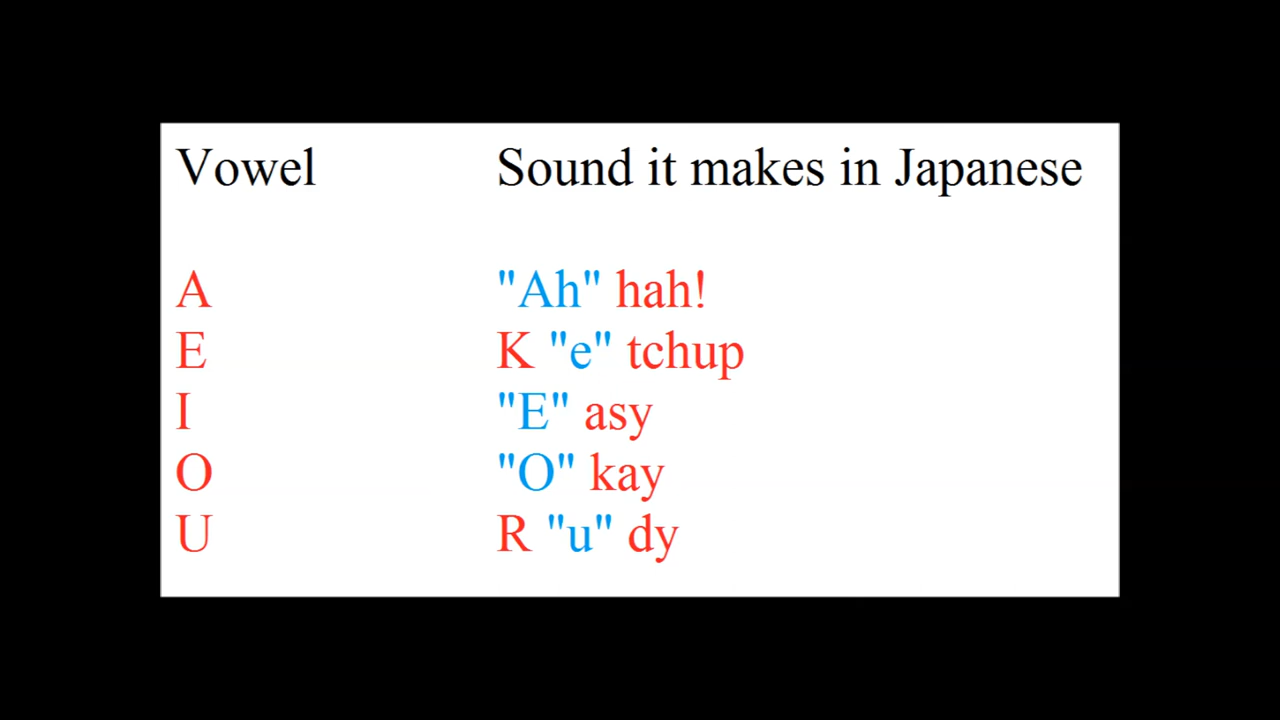 Vowel Sound it makes in Japanese
A "Ah" hah!
E K "e" tchup
I "E" asy
O "O" kay
U R "u" dy